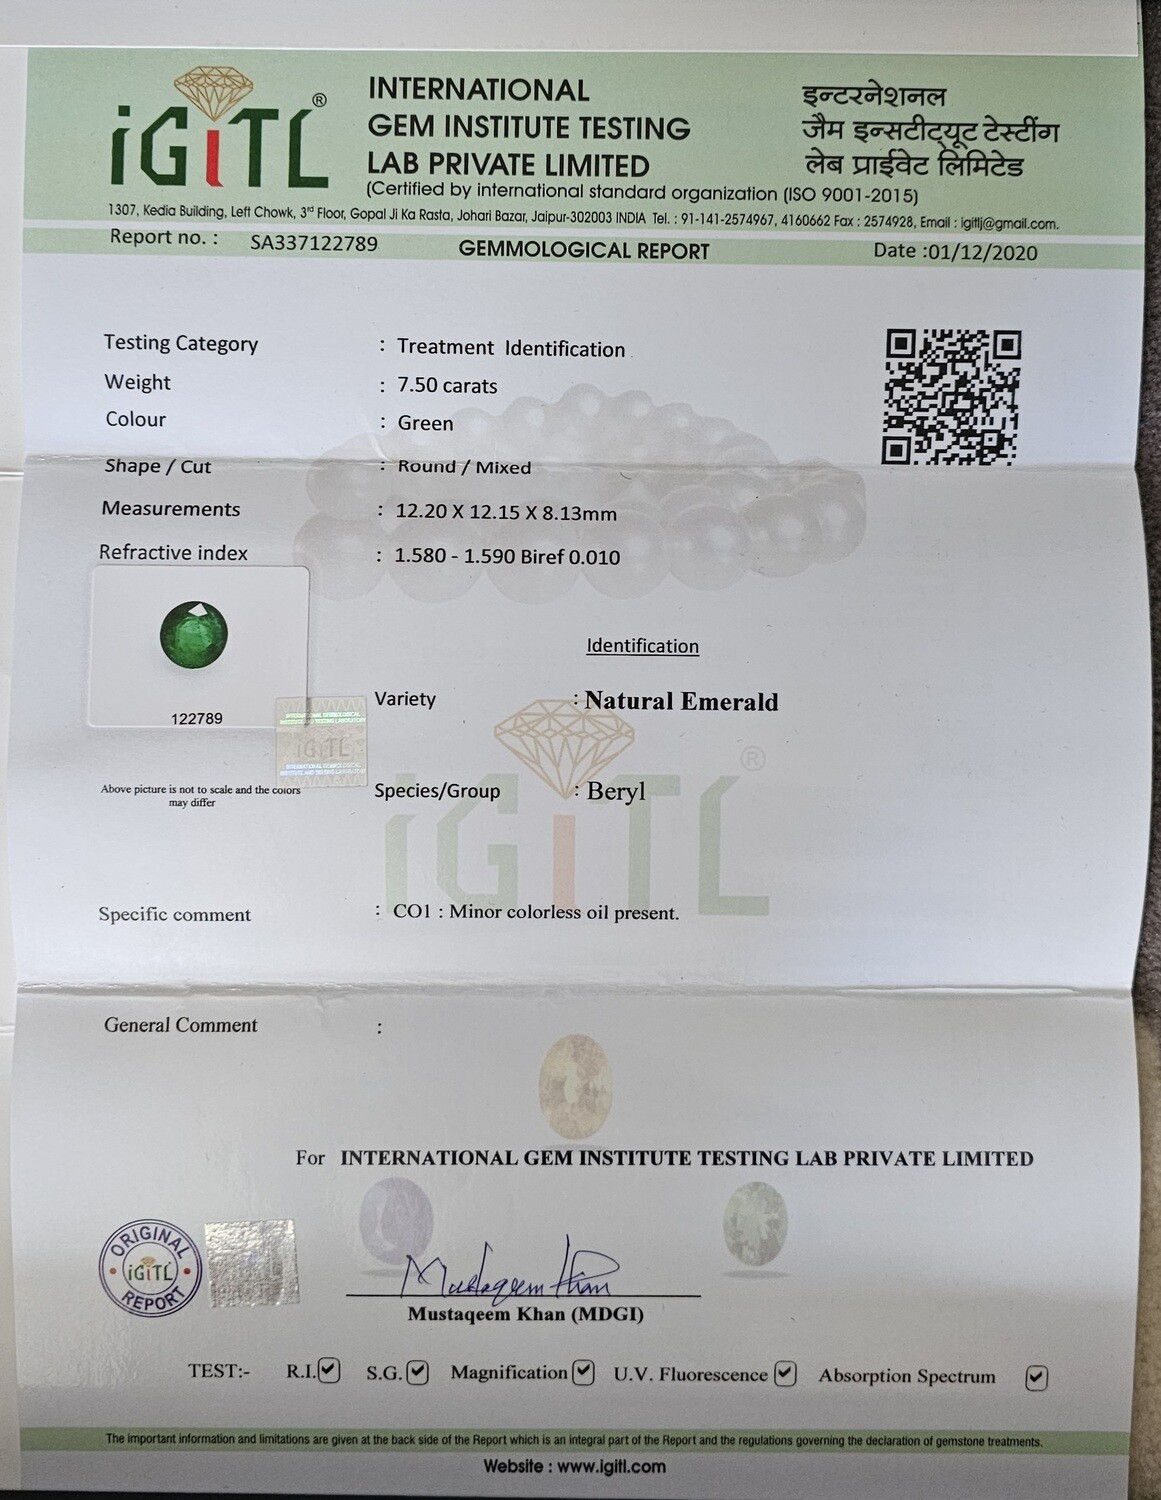 iGiTL®
INTERNATIONAL
GEM INSTITUTE TESTING
LAB PRIVATE LIMITED
(Certified by international standard organization (ISO 9001-2015)
इन्टरनेशनल
जैम इन्सटीट्यूट टेस्टींग
लेब प्राईवेट लिमिटेड
1307, Kedia Building, Left Chowk, 3rd Floor, Gopal Ji Ka Rasta, Johari Bazar, Jaipur-302003 INDIA Tel. : 91-141-2574967, 4160662 Fax : 2574928, Email : igitlj@gmail.com.
Report no. : SA337122789
GEMMOLOGICAL REPORT
Date :01/12/2020
Testing Category : Treatment Identification
Weight : 7.50 carats
Colour : Green
Shape / Cut : Round / Mixed
Measurements : 12.20 X 12.15 X 8.13mm
Refractive index : 1.580 - 1.590 Biref 0.010
122789
iGiTL
Above picture is not to scale and the colors
may differ
Identification
Variety : Natural Emerald
Species/Group : Beryl
iGiTL®
Specific comment : CO1 : Minor colorless oil present.
General Comment :
For INTERNATIONAL GEM INSTITUTE TESTING LAB PRIVATE LIMITED
ORIGINAL
iGiTL
REPORT
Mustaqeem Khan
Mustaqeem Khan (MDGI)
TEST:- R.I. S.G. Magnification U.V. Fluorescence Absorption Spectrum
The important information and limitations are given at the back side of the Report which is an integral part of the Report and the regulations governing the declaration of gemstone treatments.
Website : www.igitl.com